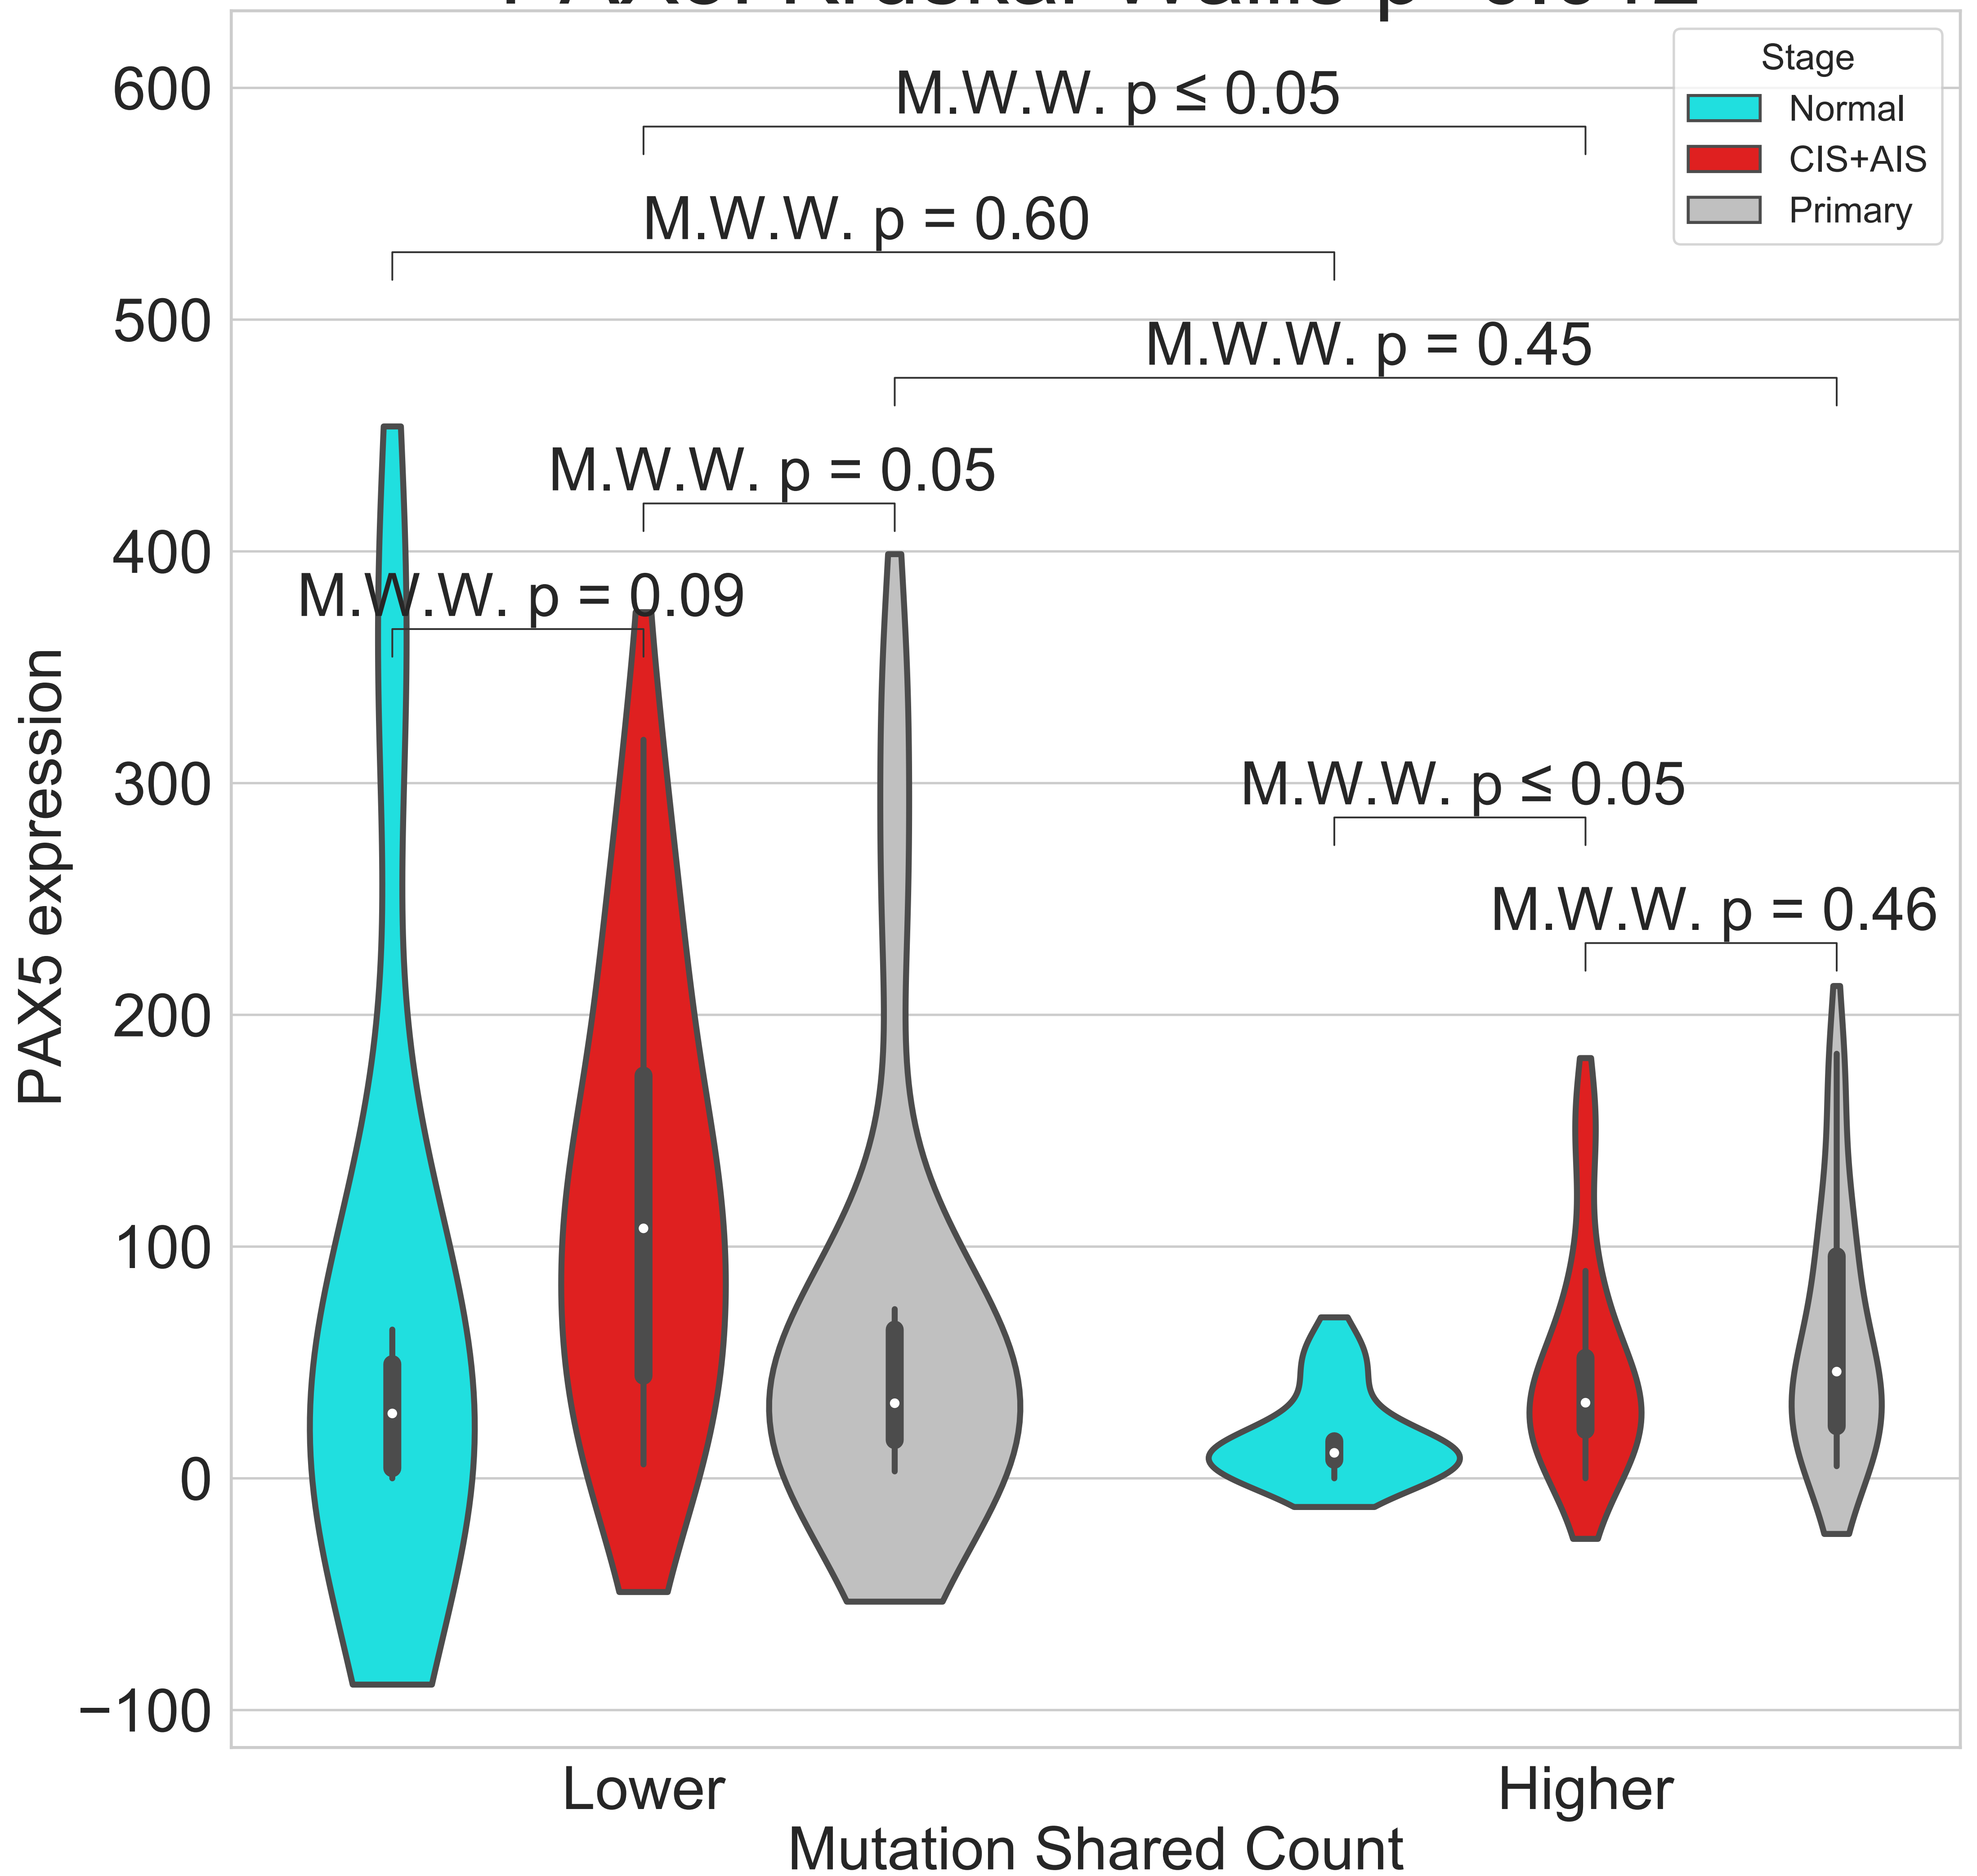 Stage
Normal
CIS+AIS
Primary
M.W.W. p ≤ 0.05
M.W.W. p = 0.60
M.W.W. p = 0.45
M.W.W. p = 0.05
M.W.W. p = 0.09
M.W.W. p ≤ 0.05
M.W.W. p = 0.46
PAX5 expression
600
500
400
300
200
100
0
−100
Lower
Higher
Mutation Shared Count